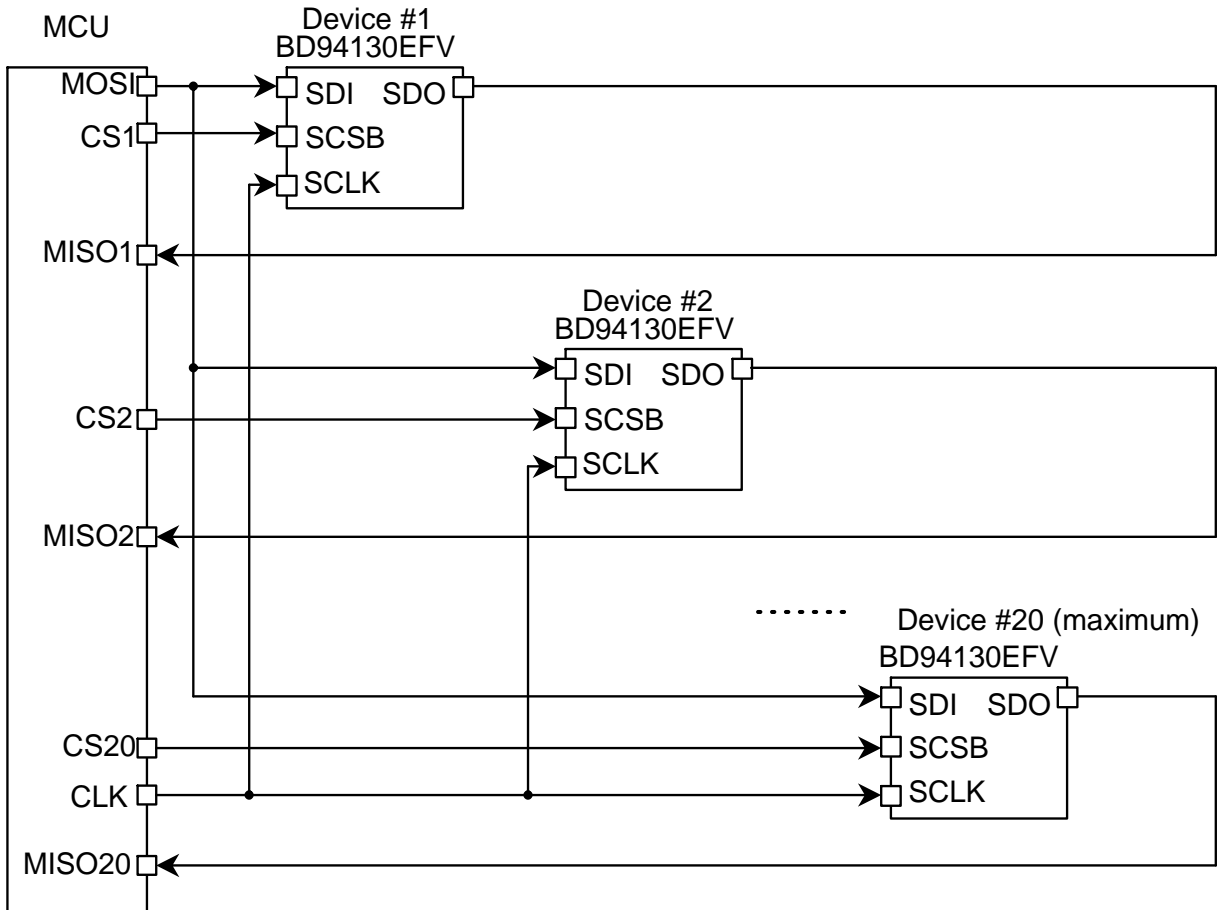 MCU
Device #1
BD94130EFV
MOSI
SDI SDO
CS1
SCSB
SCLK
MISO1
Device #2
BD94130EFV
SDI SDO
CS2
SCSB
SCLK
MISO2
Device #20 (maximum)
BD94130EFV
SDI SDO
CS20
SCSB
CLK
SCLK
MISO20